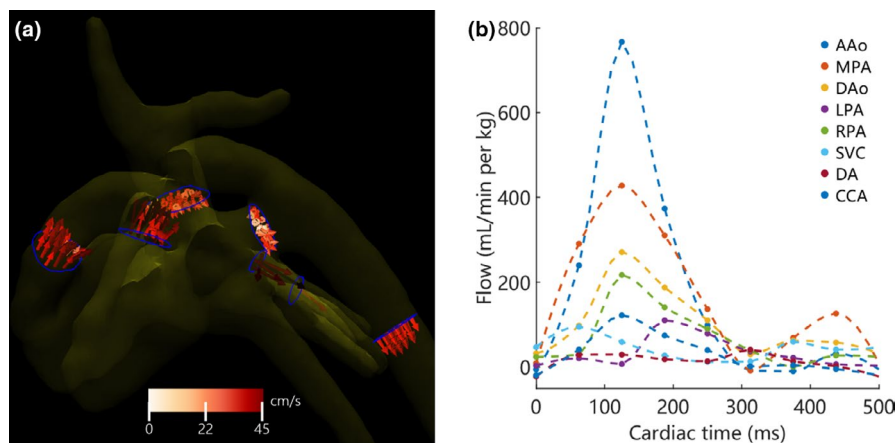 (a)
cm/s
0
22
45
(b)
800
600
400
200
0
Flow (mL/min per kg)
AAo
MPA
DAo
LPA
RPA
SVC
DA
CCA
0
100
200
300
400
500
Cardiac time (ms)